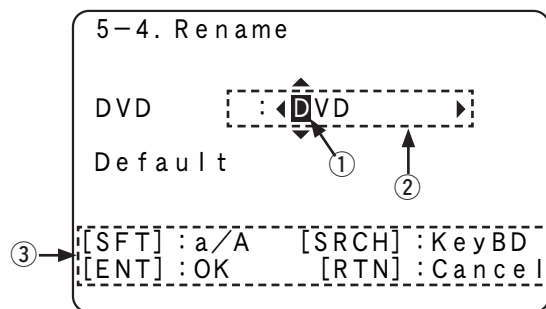 5-4. Rename
DVD : DVD
Default
① ②
③ [SFT] : a/A [SRCH] : KeyBD
[ENT] : OK [RTN] : Cancel